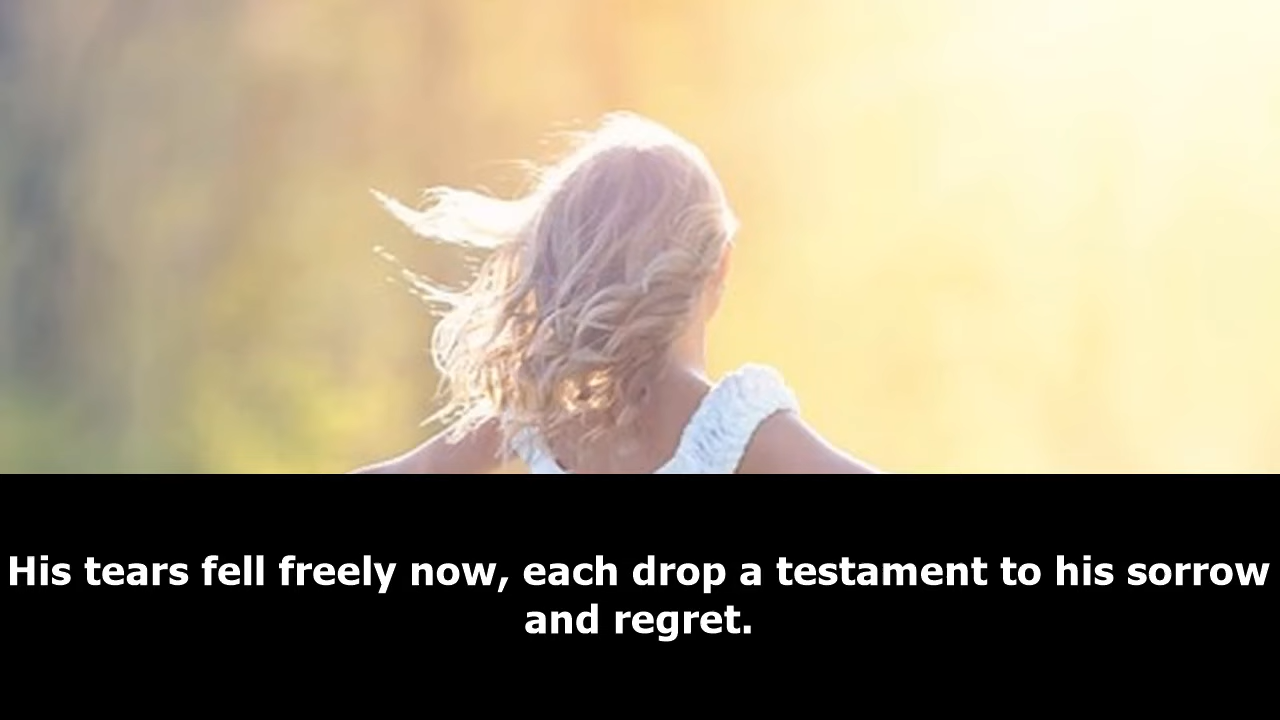 His tears fell freely now, each drop a testament to his sorrow
and regret.